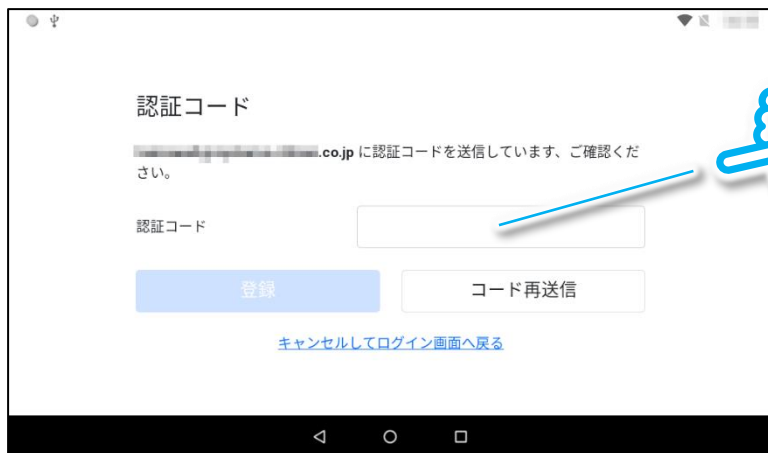 認証コード
.co.jp に認証コードを送信しています、ご確認くだ
さい。
認証コード
登録
コード再送信
キャンセルしてログイン画面へ戻る